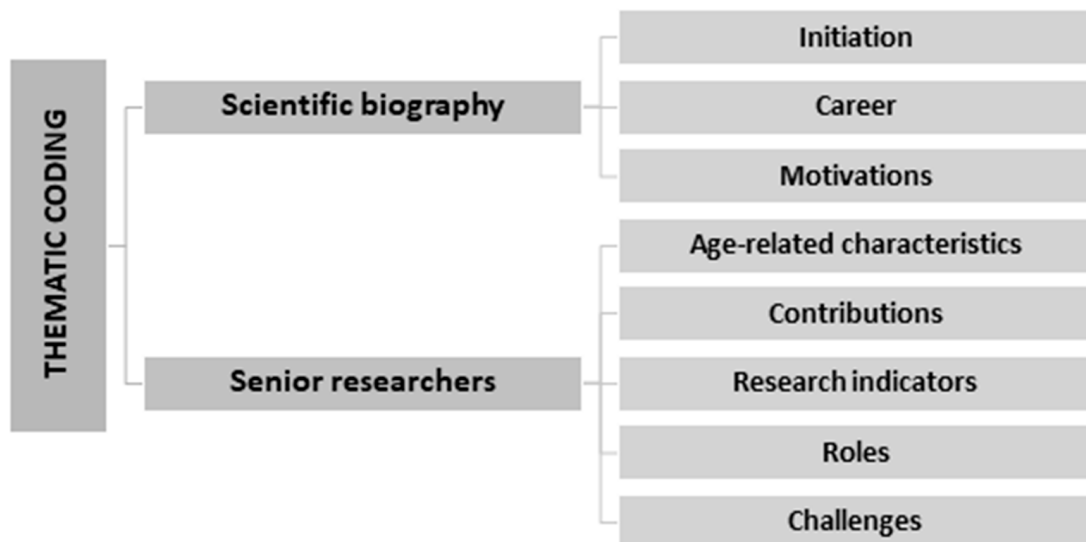 THEMATIC CODING
Scientific biography
Initiation
Career
Motivations
Senior researchers
Age-related characteristics
Contributions
Research indicators
Roles
Challenges